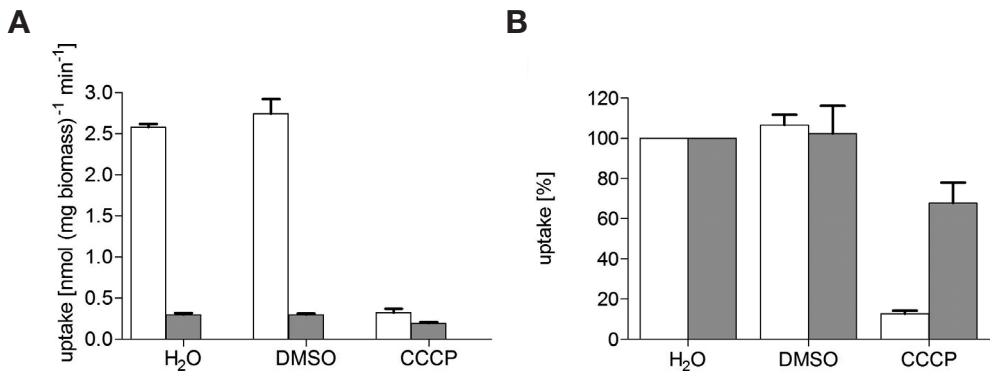 A
uptake [nmol (mg biomass)⁻¹ min⁻¹]
3.0
2.5
2.0
1.5
1.0
0.5
0.0
H₂O DMSO CCCP
B
uptake [%]
120
100
80
60
40
20
0
H₂O DMSO CCCP